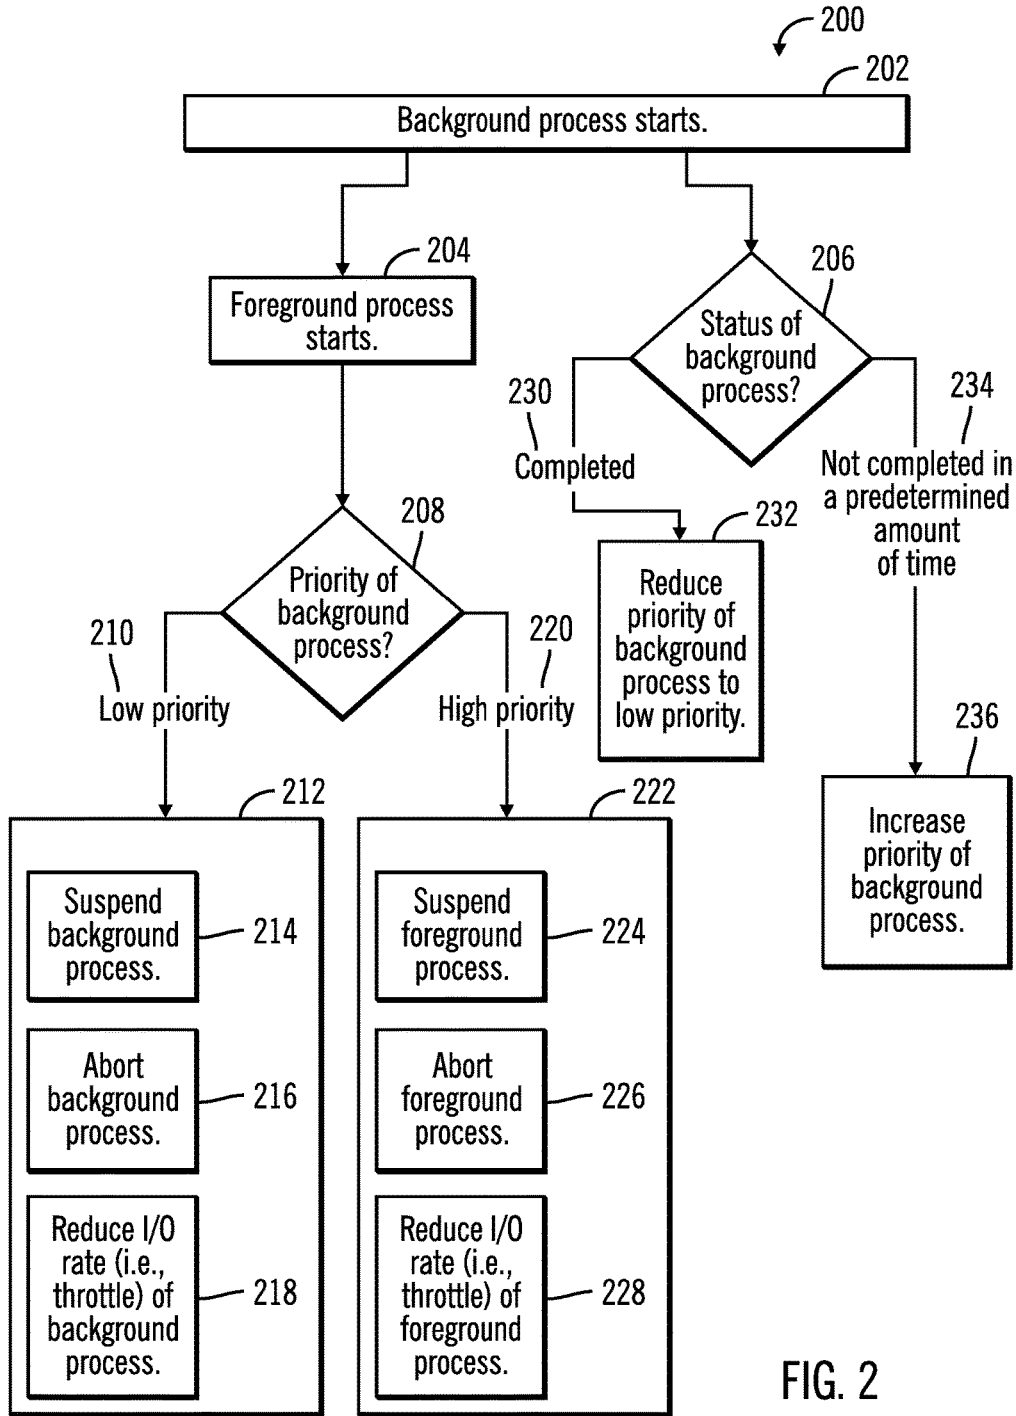 200
202
Background process starts.
204
Foreground process
starts.
206
Status of
background
process?
230
Completed
234
Not completed in
a predetermined
amount
of time
208
Priority of
background
process?
232
Reduce
priority of
background
process to
low priority.
210
Low priority
220
High priority
236
Increase
priority of
background
process.
212
Suspend
background
process.
214
Abort
background
process.
216
Reduce I/O
rate (i.e.,
throttle) of
background
process.
218
222
Suspend
foreground
process.
224
Abort
foreground
process.
226
Reduce I/O
rate (i.e.,
throttle) of
foreground
process.
228
FIG. 2